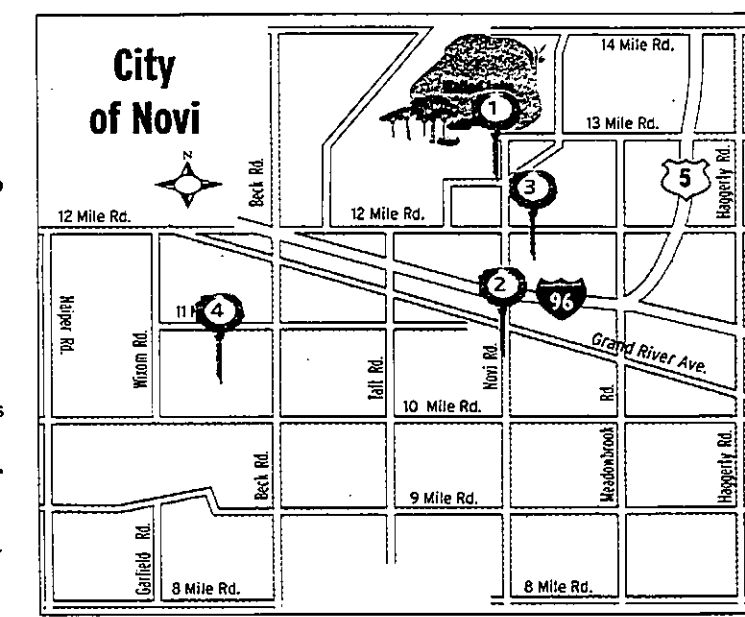 City
of Novi
N
14 Mile Rd.
1
13 Mile Rd.
Beck Rd.
3
5
Haggerty Rd.
12 Mile Rd.
12 Mile Rd.
2
96
4
11
Wixom Rd.
Taft Rd.
Novi Rd.
Grand River Ave.
Rd.
10 Mile Rd.
Beck Rd.
Meadowbrook
Haggerty Rd.
9 Mile Rd.
Garfield Rd.
8 Mile Rd.
8 Mile Rd.